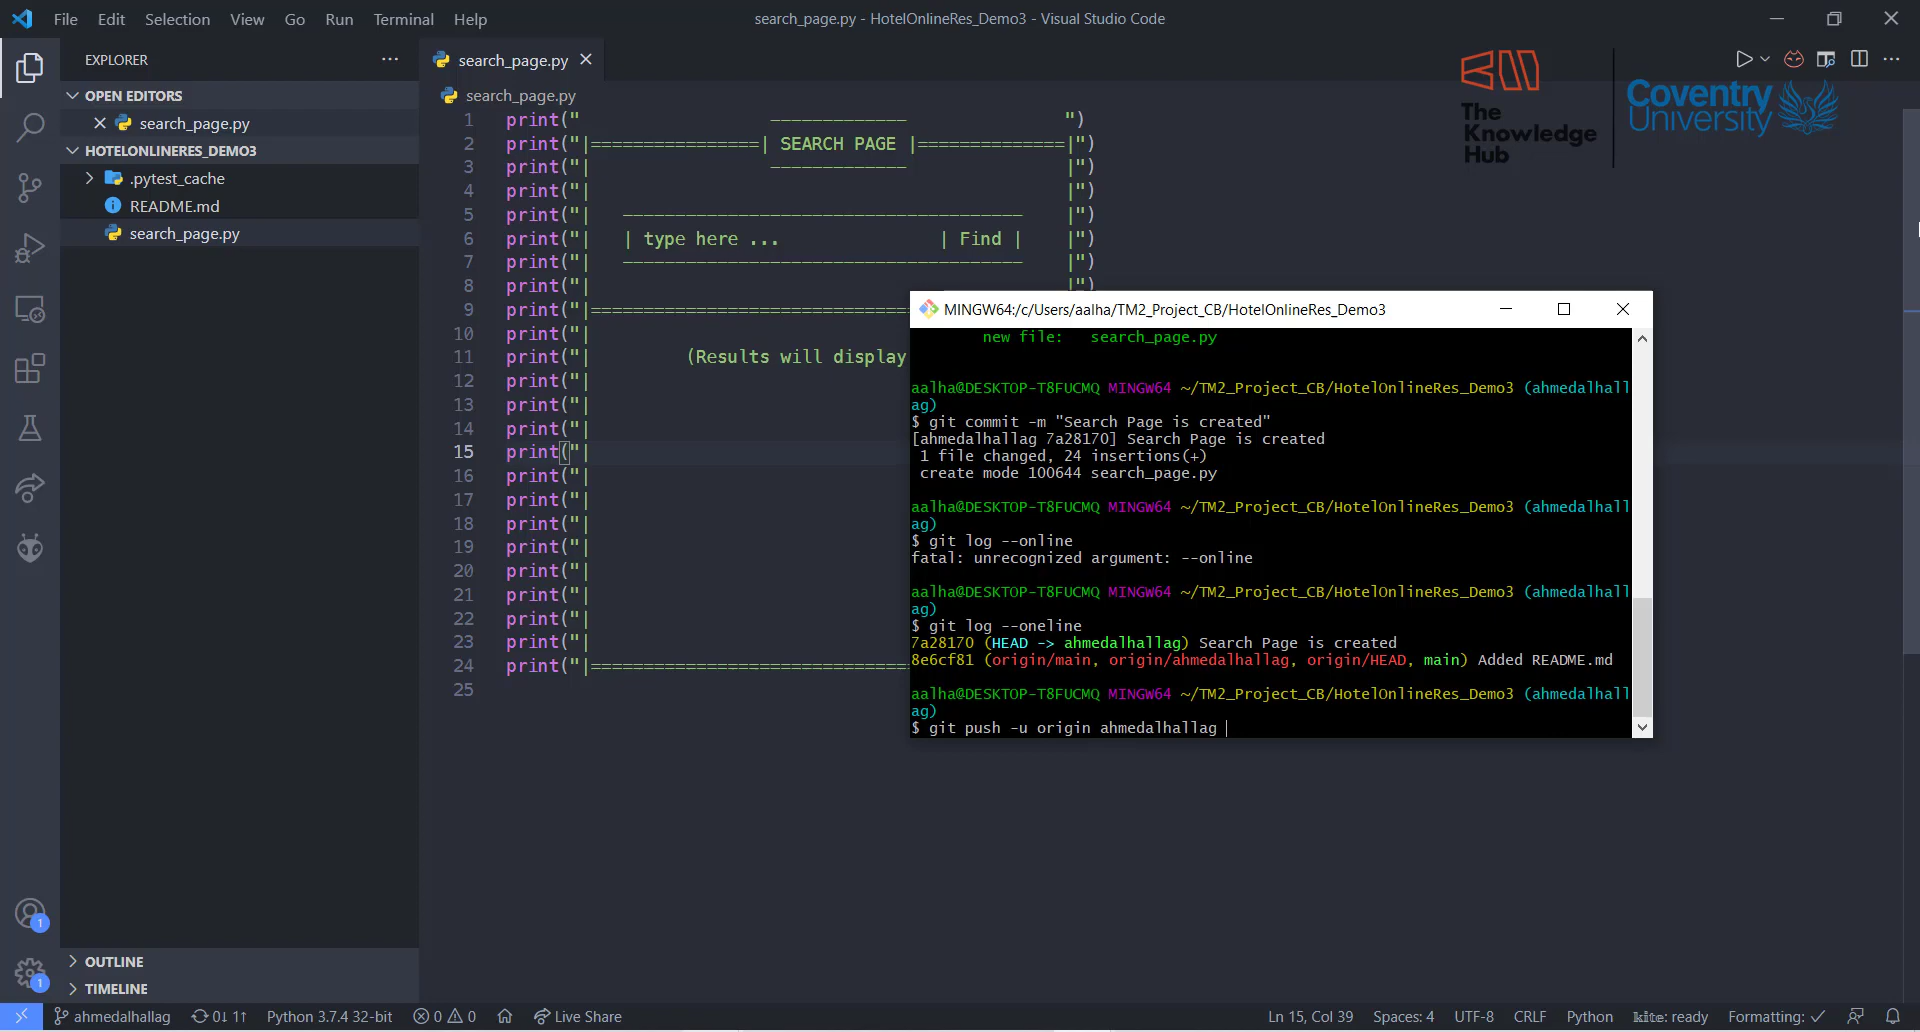 File Edit Selection View Go Run Terminal Help
search_page.py - HotelOnlineRes_Demo3 - Visual Studio Code
EXPLORER
OPEN EDITORS
search_page.py
HOTELONLINERES_DEMO3
.pytest_cache
README.md
search_page.py
OUTLINE
TIMELINE
search_page.py
search_page.py
1 print("                  -------------               ")
2 print("|================| SEARCH PAGE |==============|")
3 print("|                 -------------               |")
4 print("|                                             |")
5 print("|   --------------------------------------    |")
6 print("|   | type here ...               | Find |    |")
7 print("|   --------------------------------------    |")
8 print("|                                             |")
9 print("|==============================
10 print("|
11 print("|         (Results will display
12 print("|
13 print("|
14 print("|
15 print("|
16 print("|
17 print("|
18 print("|
19 print("|
20 print("|
21 print("|
22 print("|
23 print("|
24 print("|==============================
25
The
Knowledge
Hub
Coventry
University
MINGW64:/c/Users/aalha/TM2_Project_CB/HotelOnlineRes_Demo3
new file:   search_page.py
aalha@DESKTOP-T8FUCMQ MINGW64 ~/TM2_Project_CB/HotelOnlineRes_Demo3 (ahmedalhall
ag)
$ git commit -m "Search Page is created"
[ahmedalhallag 7a28170] Search Page is created
1 file changed, 24 insertions(+)
create mode 100644 search_page.py
aalha@DESKTOP-T8FUCMQ MINGW64 ~/TM2_Project_CB/HotelOnlineRes_Demo3 (ahmedalhall
ag)
$ git log --online
fatal: unrecognized argument: --online
aalha@DESKTOP-T8FUCMQ MINGW64 ~/TM2_Project_CB/HotelOnlineRes_Demo3 (ahmedalhall
ag)
$ git log --oneline
7a28170 (HEAD -> ahmedalhallag) Search Page is created
8e6cf81 (origin/main, origin/ahmedalhallag, origin/HEAD, main) Added README.md
aalha@DESKTOP-T8FUCMQ MINGW64 ~/TM2_Project_CB/HotelOnlineRes_Demo3 (ahmedalhall
ag)
$ git push -u origin ahmedalhallag
1
1
ahmedalhallag 0↓ 1↑ Python 3.7.4 32-bit 0 0 Live Share Ln 15, Col 39 Spaces: 4 UTF-8 CRLF Python kite: ready Formatting: ✓